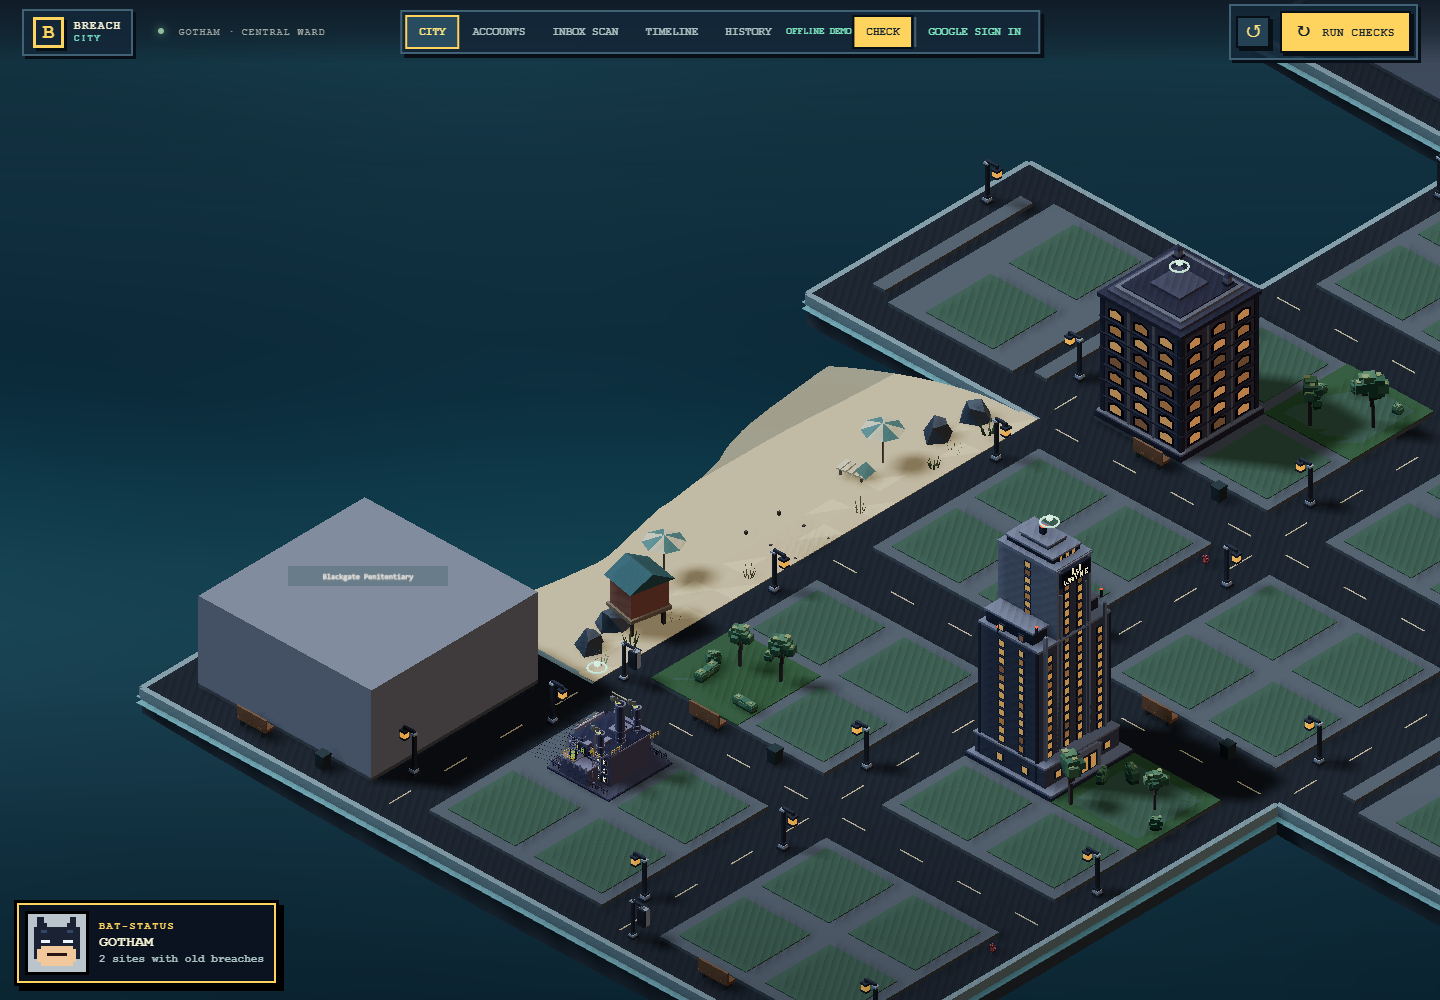 B
BREACH
CITY
GOTHAM · CENTRAL WARD
CITY
ACCOUNTS
INBOX SCAN
TIMELINE
HISTORY
OFFLINE DEMO
CHECK
GOOGLE SIGN IN
↻ RUN CHECKS
Blackgate Penitentiary
BAT-STATUS
GOTHAM
2 sites with old breaches